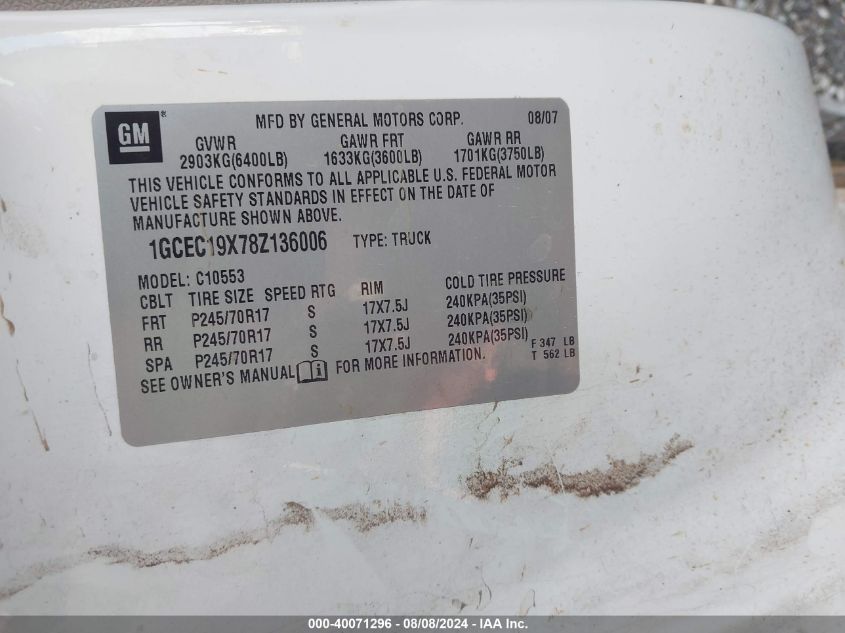 GM ® MFD BY GENERAL MOTORS CORP. 08/07
GVWR GAWR FRT GAWR RR
2903KG(6400LB) 1633KG(3600LB) 1701KG(3750LB)
THIS VEHICLE CONFORMS TO ALL APPLICABLE U.S. FEDERAL MOTOR
VEHICLE SAFETY STANDARDS IN EFFECT ON THE DATE OF
MANUFACTURE SHOWN ABOVE.
1GCEC19X78Z136006 TYPE: TRUCK
MODEL: C10553
CBLT TIRE SIZE SPEED RTG RIM COLD TIRE PRESSURE
FRT P245/70R17 S 17X7.5J 240KPA(35PSI)
RR P245/70R17 S 17X7.5J 240KPA(35PSI)
SPA P245/70R17 S 17X7.5J 240KPA(35PSI) F 347 LB
SEE OWNER'S MANUAL i FOR MORE INFORMATION. T 562 LB
000-40071296 - 08/08/2024 - IAA Inc.